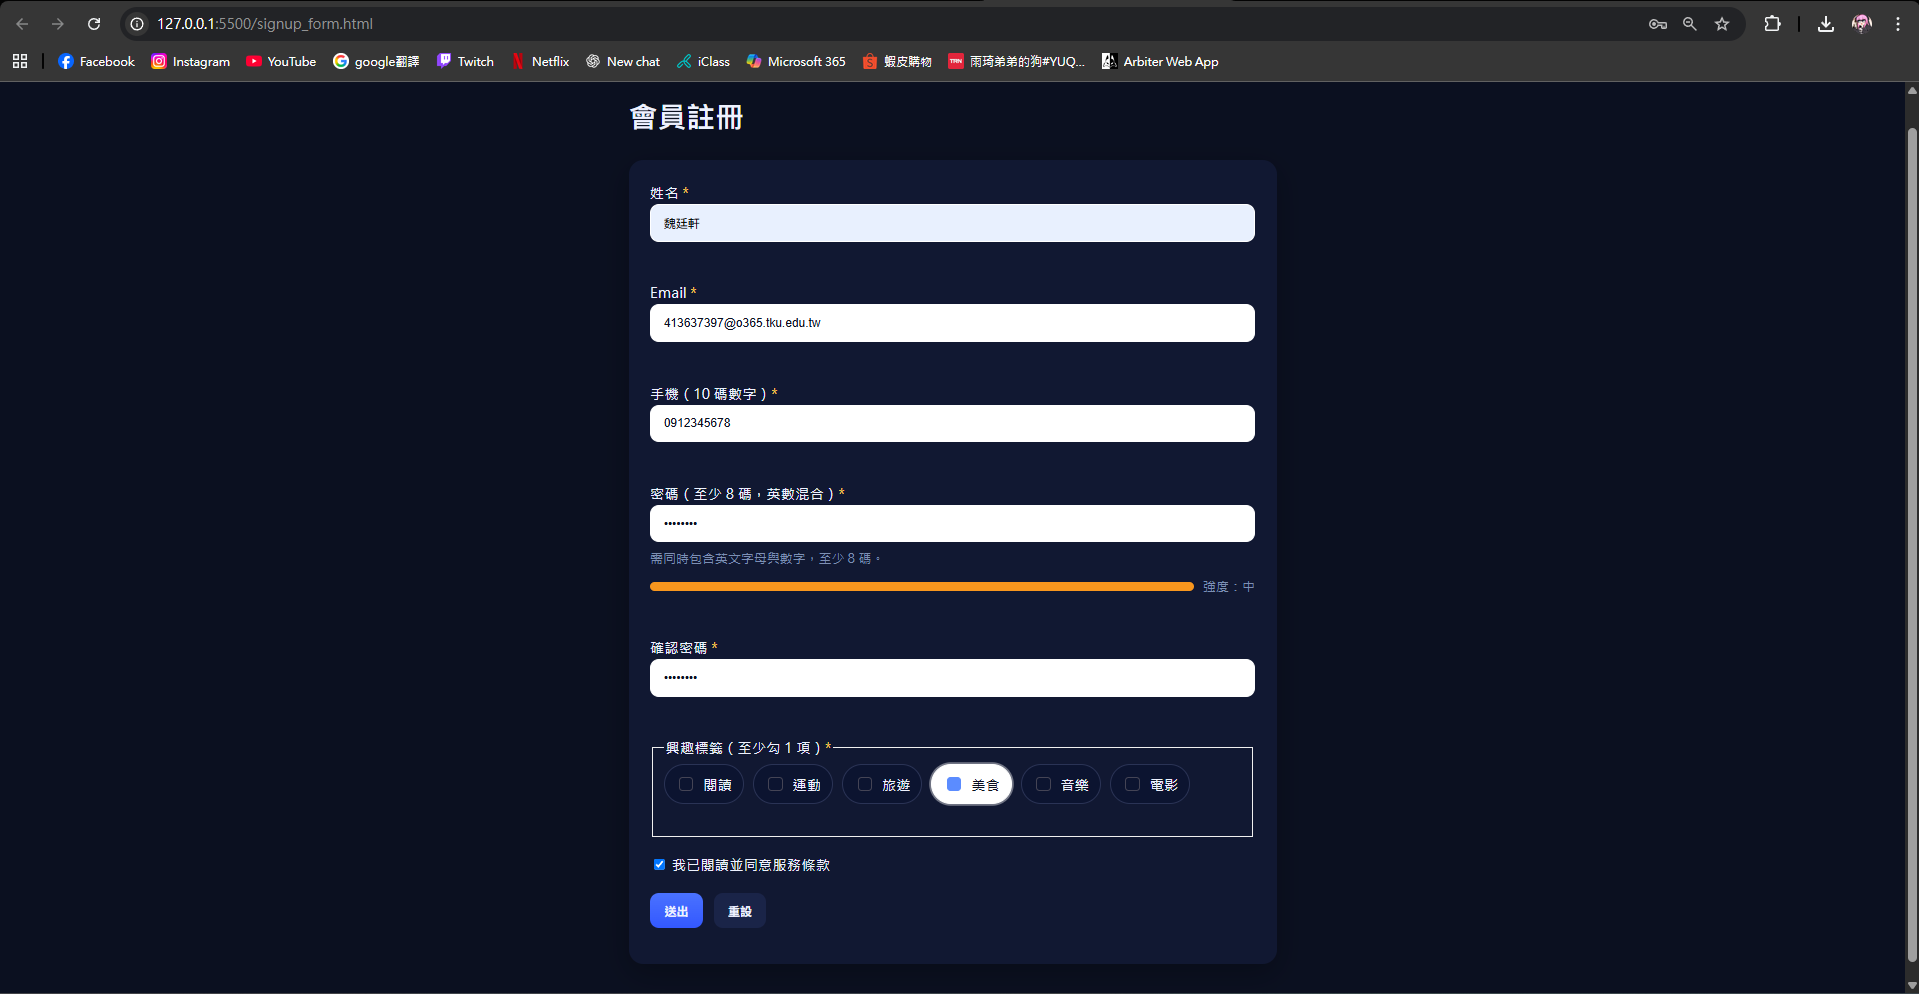 127.0.0.1:5500/signup_form.html
Facebook Instagram YouTube google翻譯 Twitch Netflix New chat iClass Microsoft 365 蝦皮購物 TRN 雨琦弟弟的狗#YUQ... Arbiter Web App
會員註冊
姓名 *
魏廷軒
Email *
413637397@o365.tku.edu.tw
手機（10 碼數字）*
0912345678
密碼（至少 8 碼，英數混合）*
••••••••
需同時包含英文字母與數字，至少 8 碼。
強度：中
確認密碼 *
••••••••
興趣標籤（至少勾 1 項）*
閱讀 運動 旅遊 美食 音樂 電影
我已閱讀並同意服務條款
送出 重設